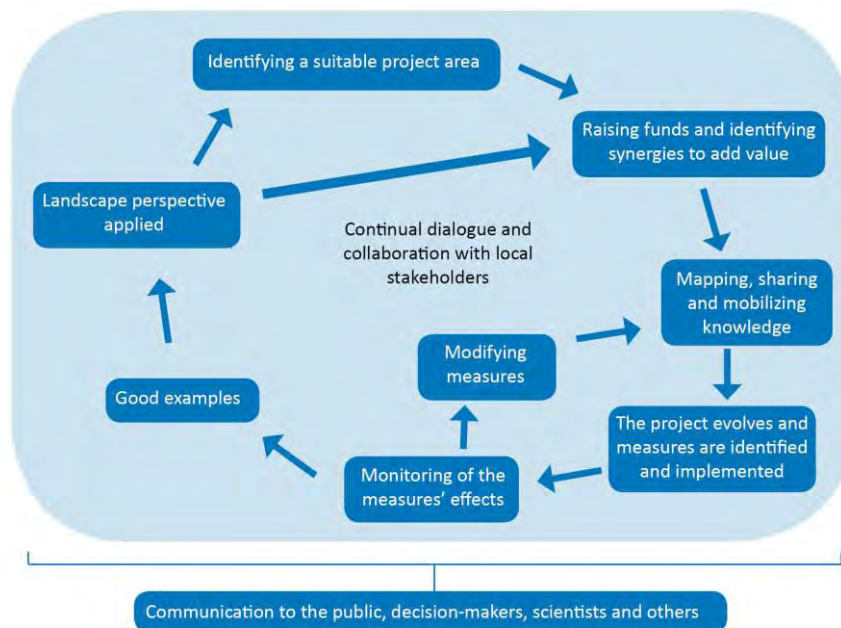 Identifying a suitable project area
Raising funds and identifying
synergies to add value
Landscape perspective
applied
Continual dialogue and
collaboration with local
stakeholders
Mapping, sharing
and mobilizing
knowledge
Modifying
measures
Good examples
The project evolves and
measures are identified
and implemented
Monitoring of the
measures’ effects
Communication to the public, decision-makers, scientists and others